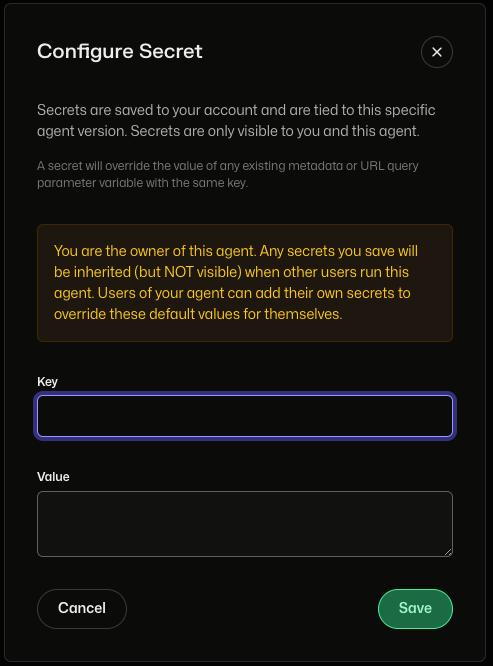 Configure Secret
Secrets are saved to your account and are tied to this specific
agent version. Secrets are only visible to you and this agent.
A secret will override the value of any existing metadata or URL query
parameter variable with the same key.
You are the owner of this agent. Any secrets you save will
be inherited (but NOT visible) when other users run this
agent. Users of your agent can add their own secrets to
override these default values for themselves.
Key
Value
Cancel
Save